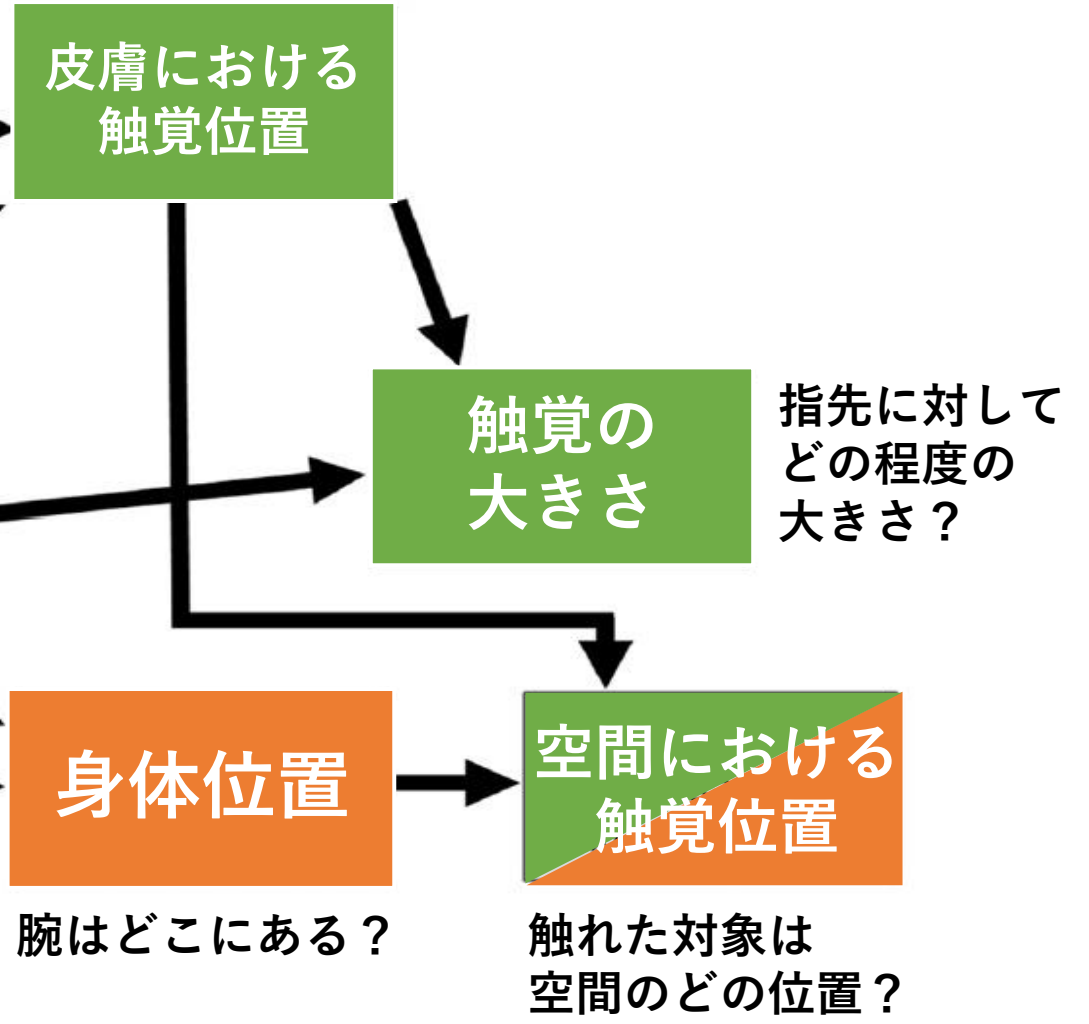 皮膚における
触覚位置
触覚の
大きさ
指先に対して
どの程度の
大きさ？
身体位置
空間における
触覚位置
腕はどこにある？
触れた対象は
空間のどの位置？